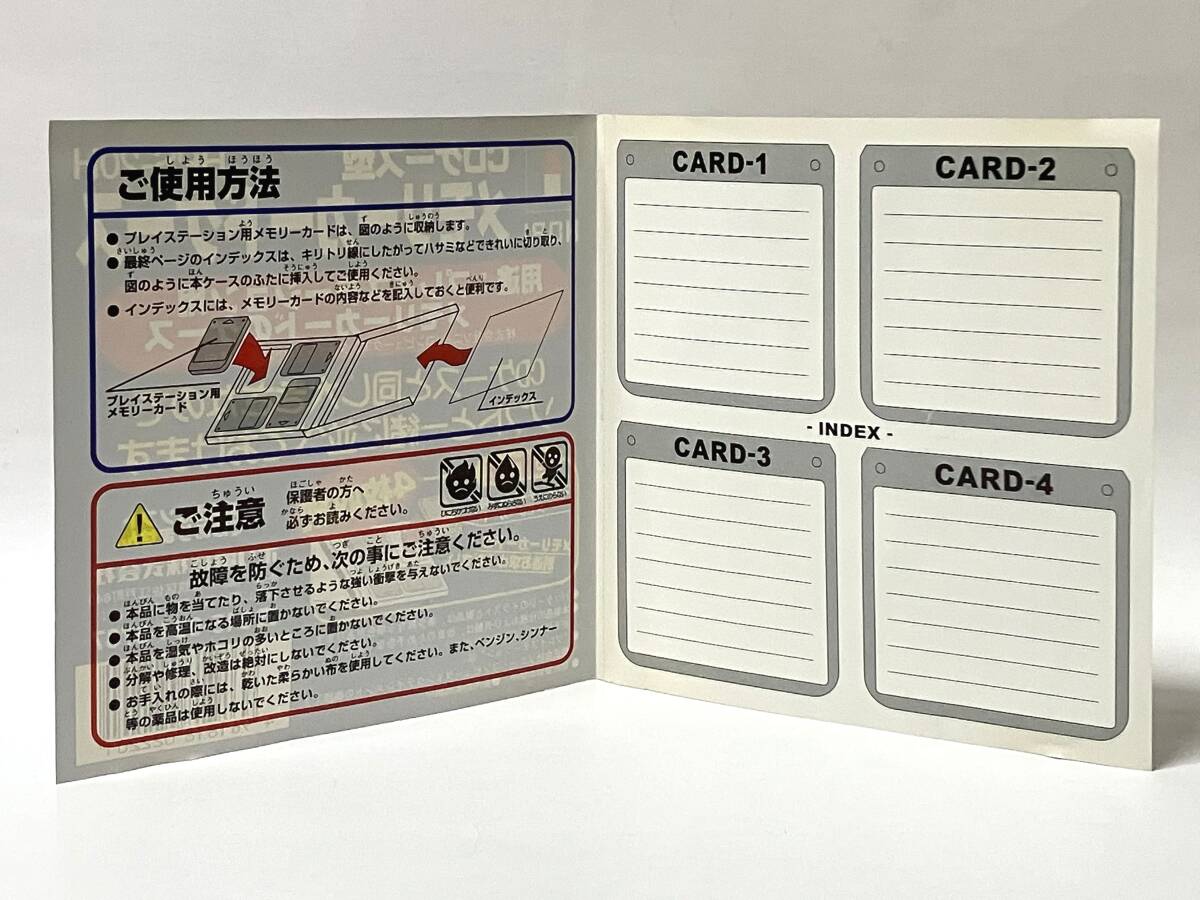 ご使用方法
しよう ほうほう
● プレイステーション用メモリーカードは、図のように収納します。
● 最終ページのインデックスは、キリトリ線にしたがってハサミなどできれいに切り取り、
図のように本ケースのふたに挿入してご使用ください。
● インデックスには、メモリーカードの内容などを記入しておくと便利です。
プレイステーション用
メモリーカード
インデックス
ちゅうい
ご注意
保護者の方へ
必ずお読みください。
故障を防ぐため、次の事にご注意ください。
● 本品に物を当てたり、落下させるような強い衝撃を与えないでください。
● 本品を高温になる場所に置かないでください。
● 本品を湿気やホコリの多いところに置かないでください。
● 分解や修理、改造は絶対にしないでください。
● お手入れの際には、乾いた柔らかい布を使用してください。また、ベンジン、シンナー
等の薬品は使用しないでください。
CARD-1
CARD-2
- INDEX -
CARD-3
CARD-4